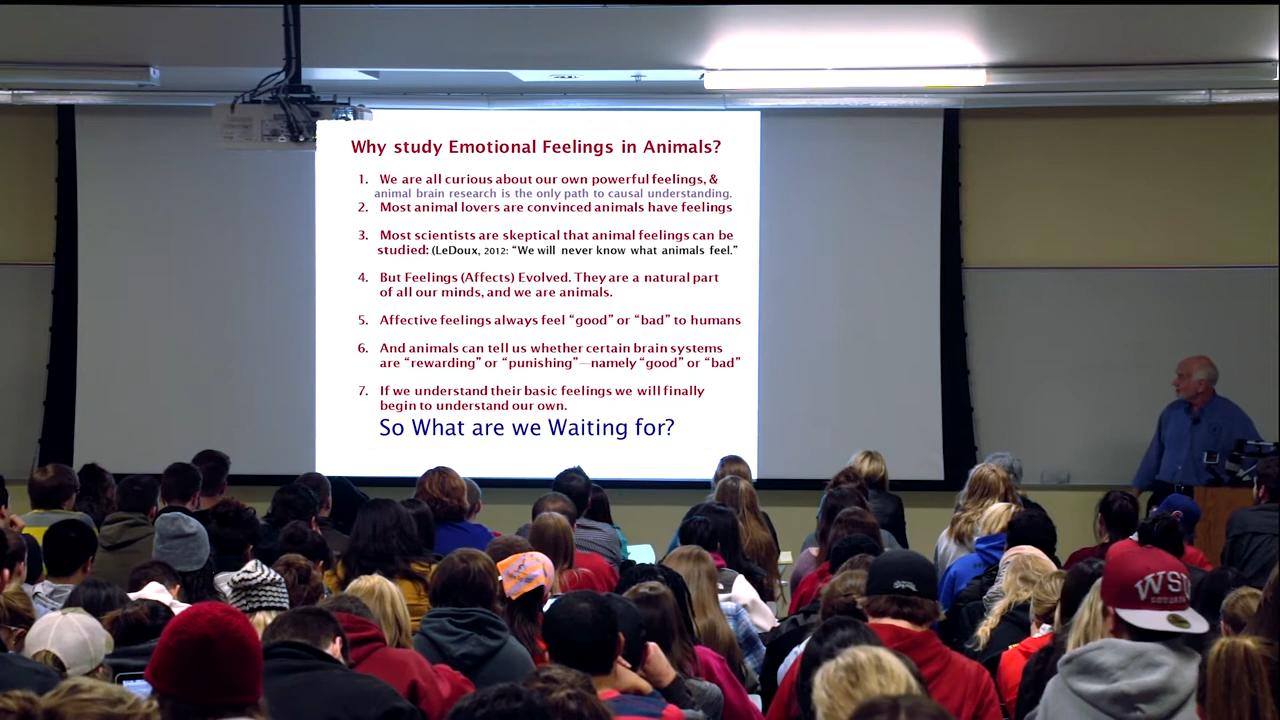 Why study Emotional Feelings in Animals?
1. We are all curious about our own powerful feelings, &
animal brain research is the only path to causal understanding.
2. Most animal lovers are convinced animals have feelings
3. Most scientists are skeptical that animal feelings can be
studied: (LeDoux, 2012: “We will never know what animals feel.”
4. But Feelings (Affects) Evolved. They are a natural part
of all our minds, and we are animals.
5. Affective feelings always feel “good” or “bad” to humans
6. And animals can tell us whether certain brain systems
are “rewarding” or “punishing”—namely “good” or “bad”
7. If we understand their basic feelings we will finally
begin to understand our own.
So What are we Waiting for?
WSU